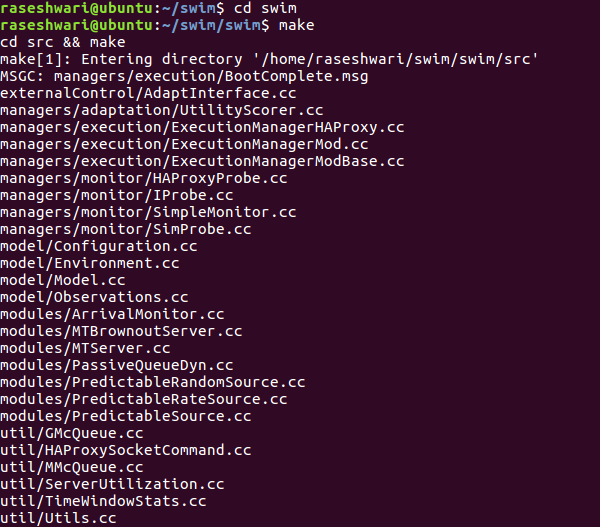 raseshwari@ubuntu:~/swim$ cd swim
raseshwari@ubuntu:~/swim/swim$ make
cd src && make
make[1]: Entering directory '/home/raseshwari/swim/swim/src'
MSGC: managers/execution/BootComplete.msg
externalControl/AdaptInterface.cc
managers/adaptation/UtilityScorer.cc
managers/execution/ExecutionManagerHAProxy.cc
managers/execution/ExecutionManagerMod.cc
managers/execution/ExecutionManagerModBase.cc
managers/monitor/HAProxyProbe.cc
managers/monitor/IProbe.cc
managers/monitor/SimpleMonitor.cc
managers/monitor/SimProbe.cc
model/Configuration.cc
model/Environment.cc
model/Model.cc
model/Observations.cc
modules/ArrivalMonitor.cc
modules/MTBrownoutServer.cc
modules/MTServer.cc
modules/PassiveQueueDyn.cc
modules/PredictableRandomSource.cc
modules/PredictableRateSource.cc
modules/PredictableSource.cc
util/GMcQueue.cc
util/HAProxySocketCommand.cc
util/MMcQueue.cc
util/ServerUtilization.cc
util/TimeWindowStats.cc
util/Utils.cc